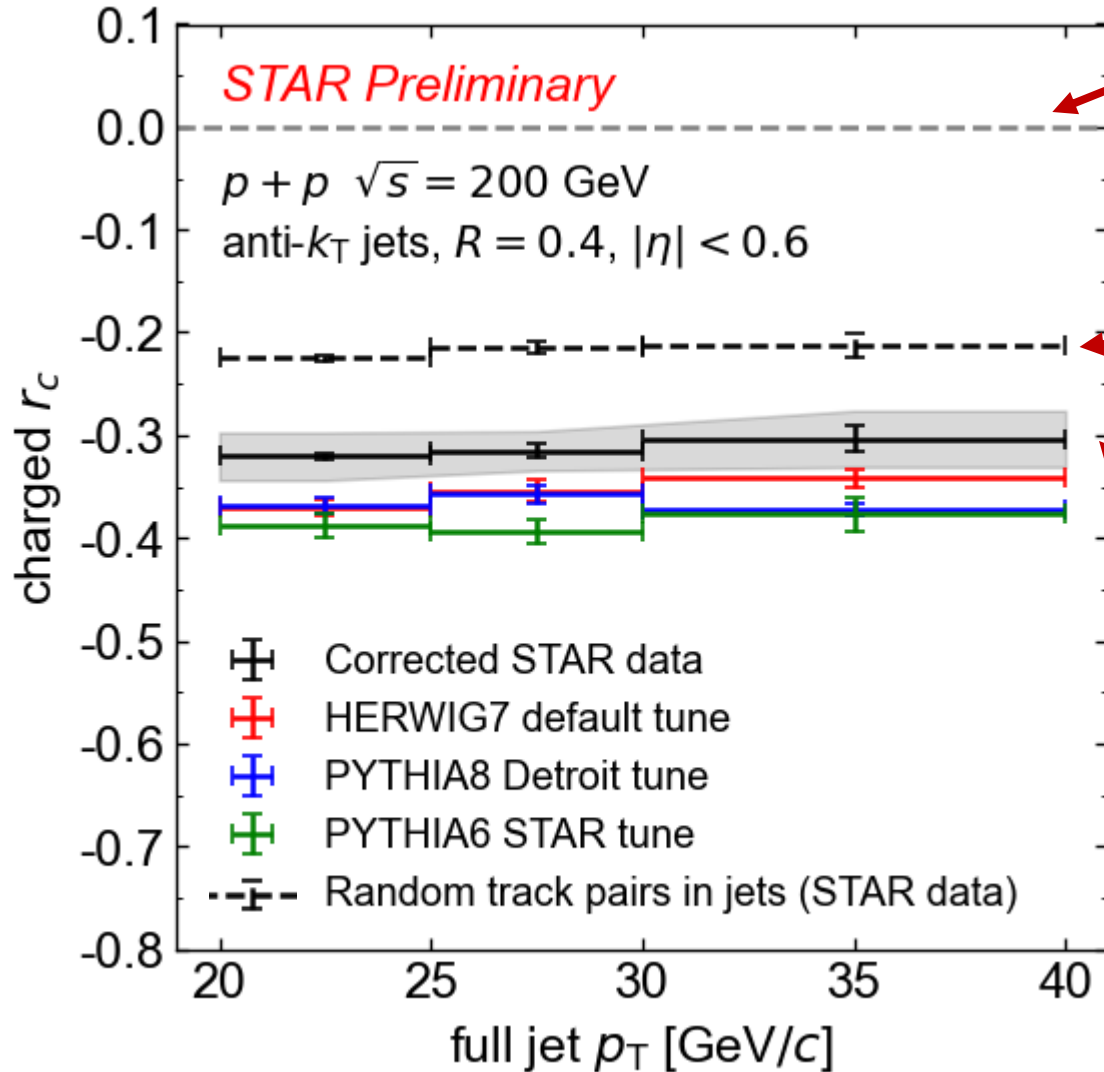 0.1
0.0
-0.1
-0.2
-0.3
-0.4
-0.5
-0.6
-0.7
-0.8
charged r_c
STAR Preliminary
p + p √s = 200 GeV
anti-k_T jets, R = 0.4, |η| < 0.6
Corrected STAR data
HERWIG7 default tune
PYTHIA8 Detroit tune
PYTHIA6 STAR tune
Random track pairs in jets (STAR data)
20 25 30 35 40
full jet p_T [GeV/c]